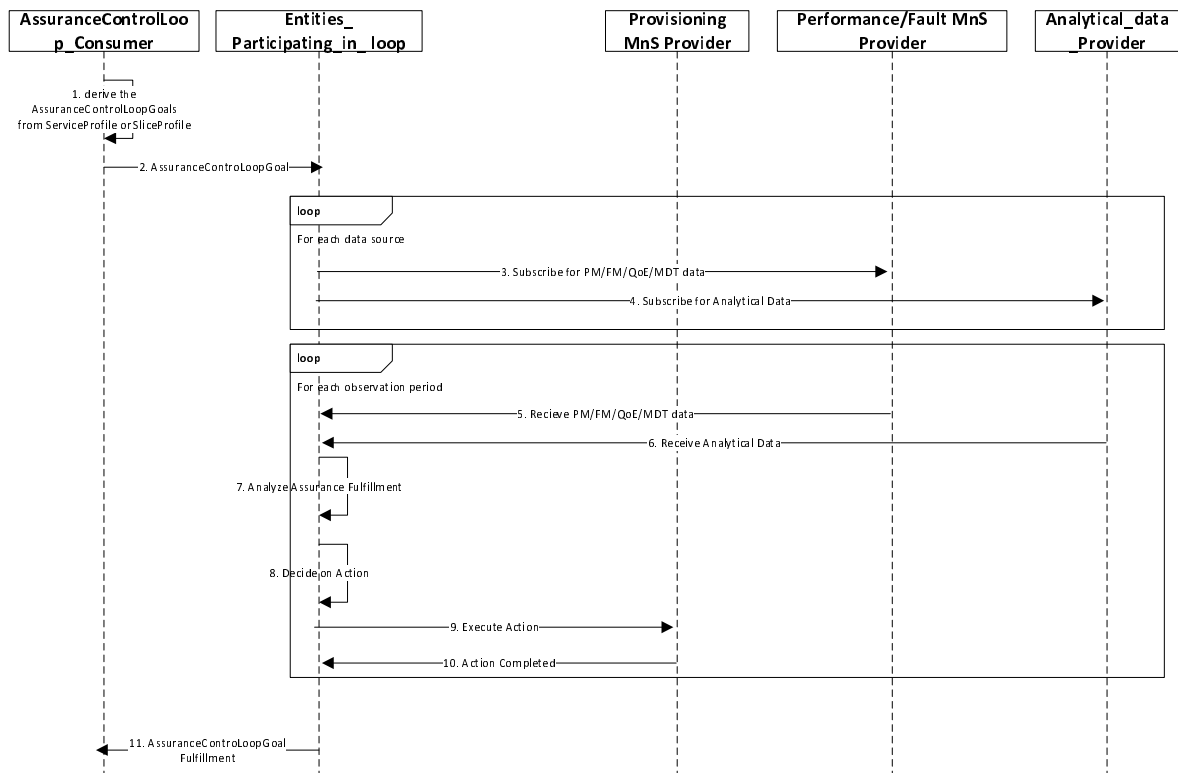 AssuranceControlLoo
p_Consumer
Entities_
Participating_in_ loop
Provisioning
MnS Provider
Performance/Fault MnS
Provider
Analytical_data
_Provider
1. derive the
AssuranceControlLoopGoals
from ServiceProfile or SliceProfile
2. AssuranceControLoopGoal
loop
For each data source
3. Subscribe for PM/FM/QoE/MDT data
4. Subscribe for Analytical Data
loop
For each observation period
5. Recieve PM/FM/QoE/MDT data
6. Receive Analytical Data
7. Analyze Assurance Fulfillment
8. Decide on Action
9. Execute Action
10. Action Completed
11. AssuranceControLoopGoal
Fulfillment